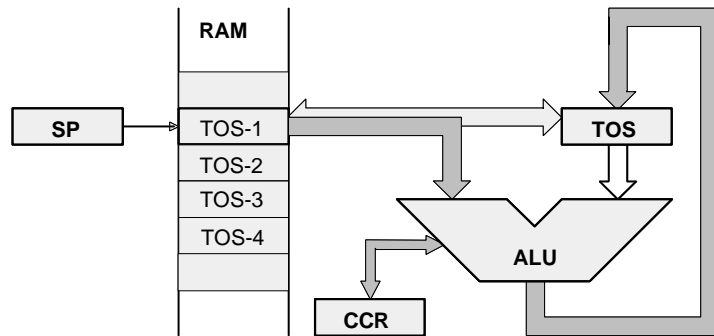 RAM
SP
TOS-1
TOS
TOS-2
TOS-3
TOS-4
ALU
CCR